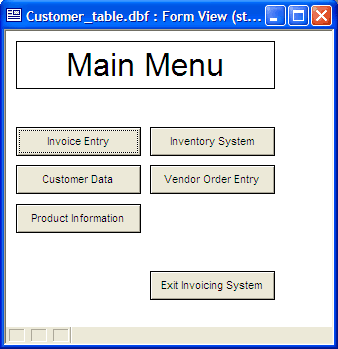 Customer_table.dbf : Form View (st...
Main Menu
Invoice Entry
Inventory System
Customer Data
Vendor Order Entry
Product Information
Exit Invoicing System